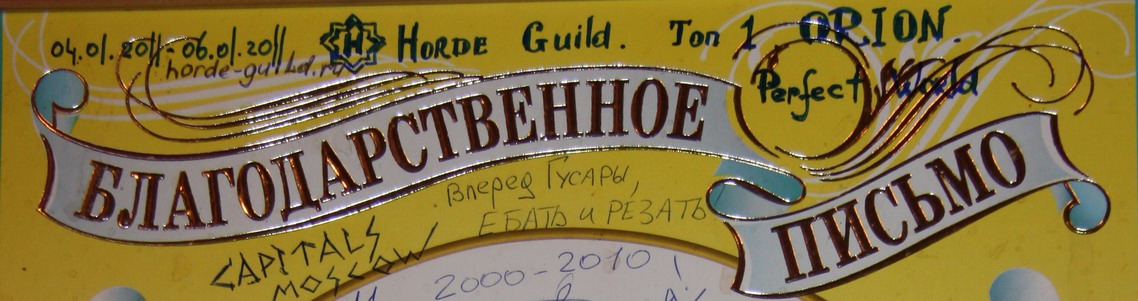 04.01.2011-06.01.2011 H HORDE Guild. Топ 1 ORION.
horde-guild.ru
Perfect World
БЛАГОДАРСТВЕННОЕ
ПИСЬМО
Вперед Гусары,
ЕБАТЬ И РЕЗАТЬ
CAPITALS
MOSCOW
2000-2010